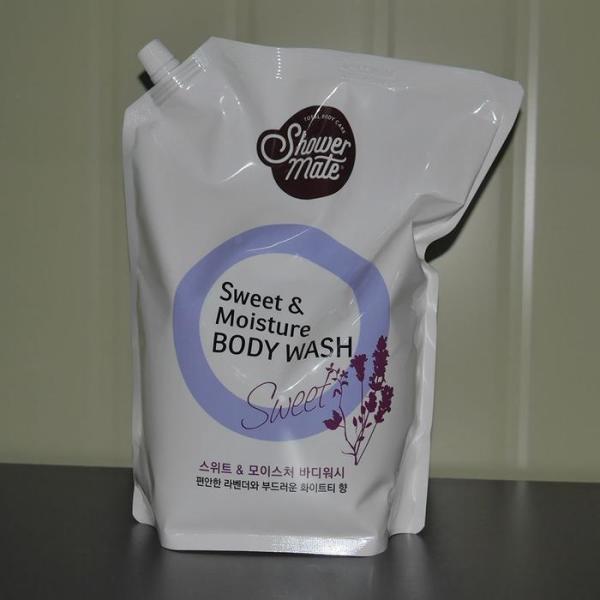 TOTAL BODY CARE
Shower
mate®
Sweet &
Moisture
BODY WASH
Sweet
스위트 & 모이스처 바디워시
편안한 라벤더와 부드러운 화이트티 향